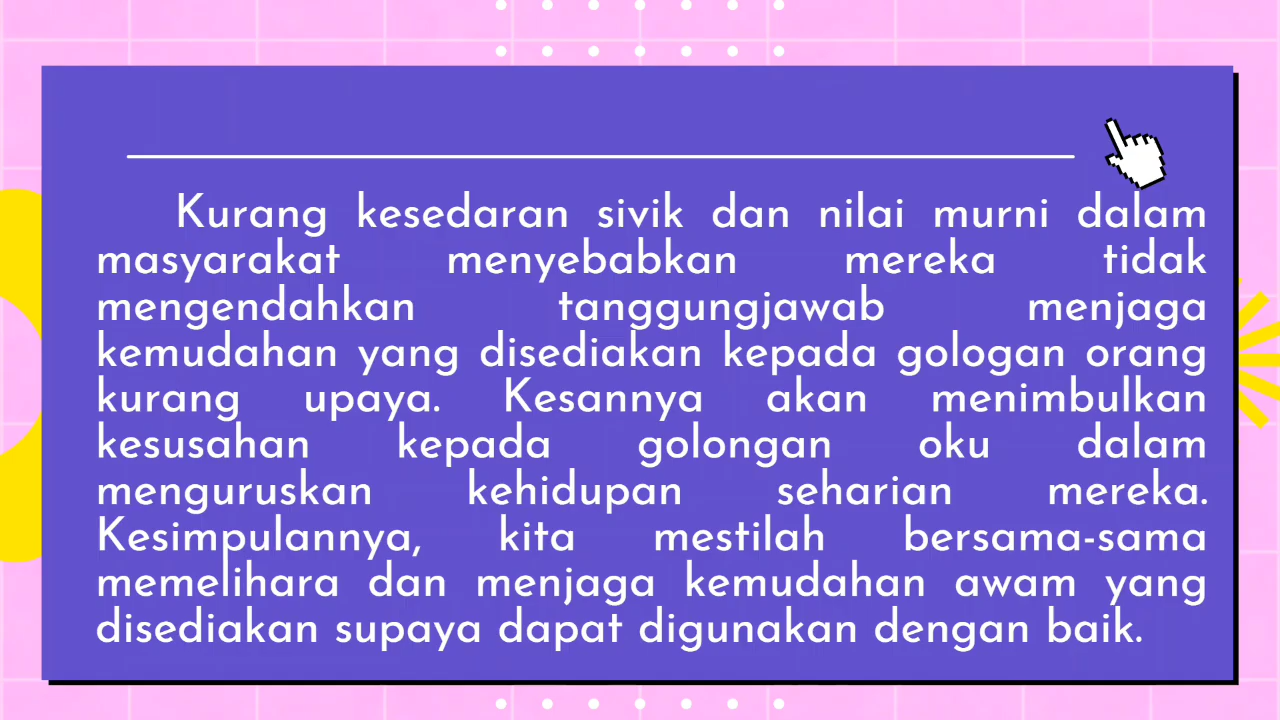 Kurang kesedaran sivik dan nilai murni dalam
masyarakat menyebabkan mereka tidak
mengendahkan tanggungjawab menjaga
kemudahan yang disediakan kepada gologan orang
kurang upaya. Kesannya akan menimbulkan
kesusahan kepada golongan oku dalam
menguruskan kehidupan seharian mereka.
Kesimpulannya, kita mestilah bersama-sama
memelihara dan menjaga kemudahan awam yang
disediakan supaya dapat digunakan dengan baik.